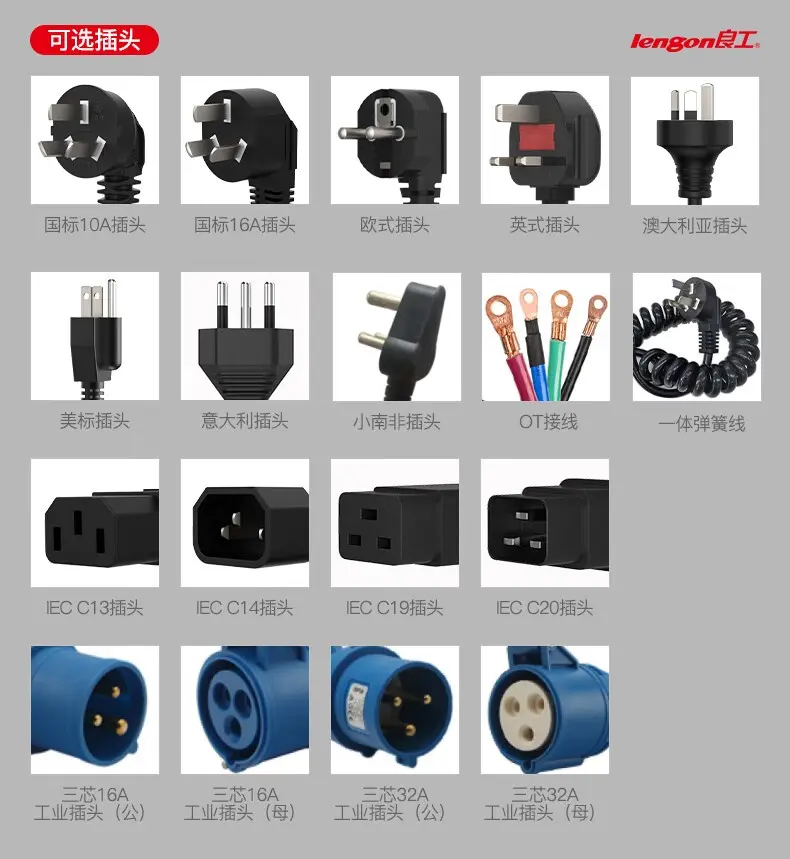 可选插头
lengon良工®
国标10A插头
国标16A插头
欧式插头
英式插头
澳大利亚插头
美标插头
意大利插头
小南非插头
OT接线
一体弹簧线
IEC C13插头
IEC C14插头
IEC C19插头
IEC C20插头
三芯16A
工业插头（公）
三芯16A
工业插头（母）
三芯32A
工业插头（公）
三芯32A
工业插头（母）